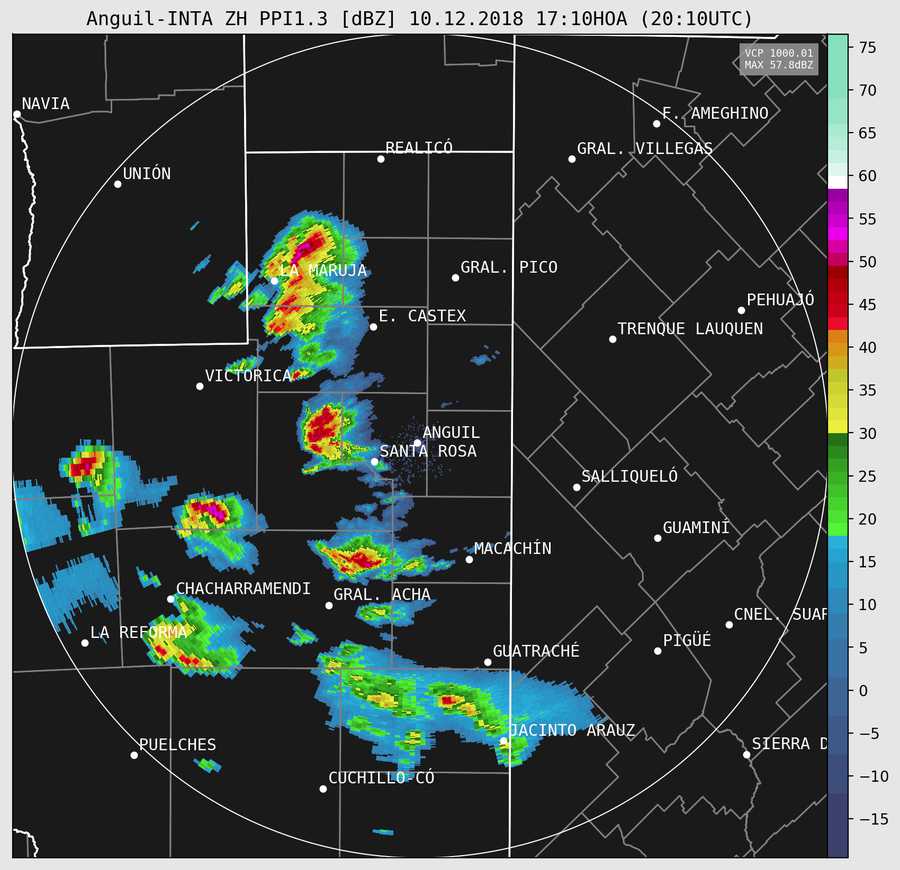 Anguil-INTA ZH PPI1.3 [dBZ] 10.12.2018 17:10HOA (20:10UTC)
VCP 1000.01
MAX 57.8dBZ
NAVIA
F. AMEGHINO
REALICÓ
GRAL. VILLEGAS
UNIÓN
LA MARUJA
GRAL. PICO
PEHUAJÓ
E. CASTEX
TRENQUE LAUQUEN
VICTORICA
ANGUIL
SANTA ROSA
SALLIQUELÓ
GUAMINÍ
MACACHÍN
CHACHARRAMENDI
GRAL. ACHA
CNEL. SUAR
LA REFORMA
PIGÜÉ
GUATRACHÉ
JACINTO ARAUZ
PUELCHES
SIERRA D
CUCHILLO-CÓ
75
70
65
60
55
50
45
40
35
30
25
20
15
10
5
0
−5
−10
−15